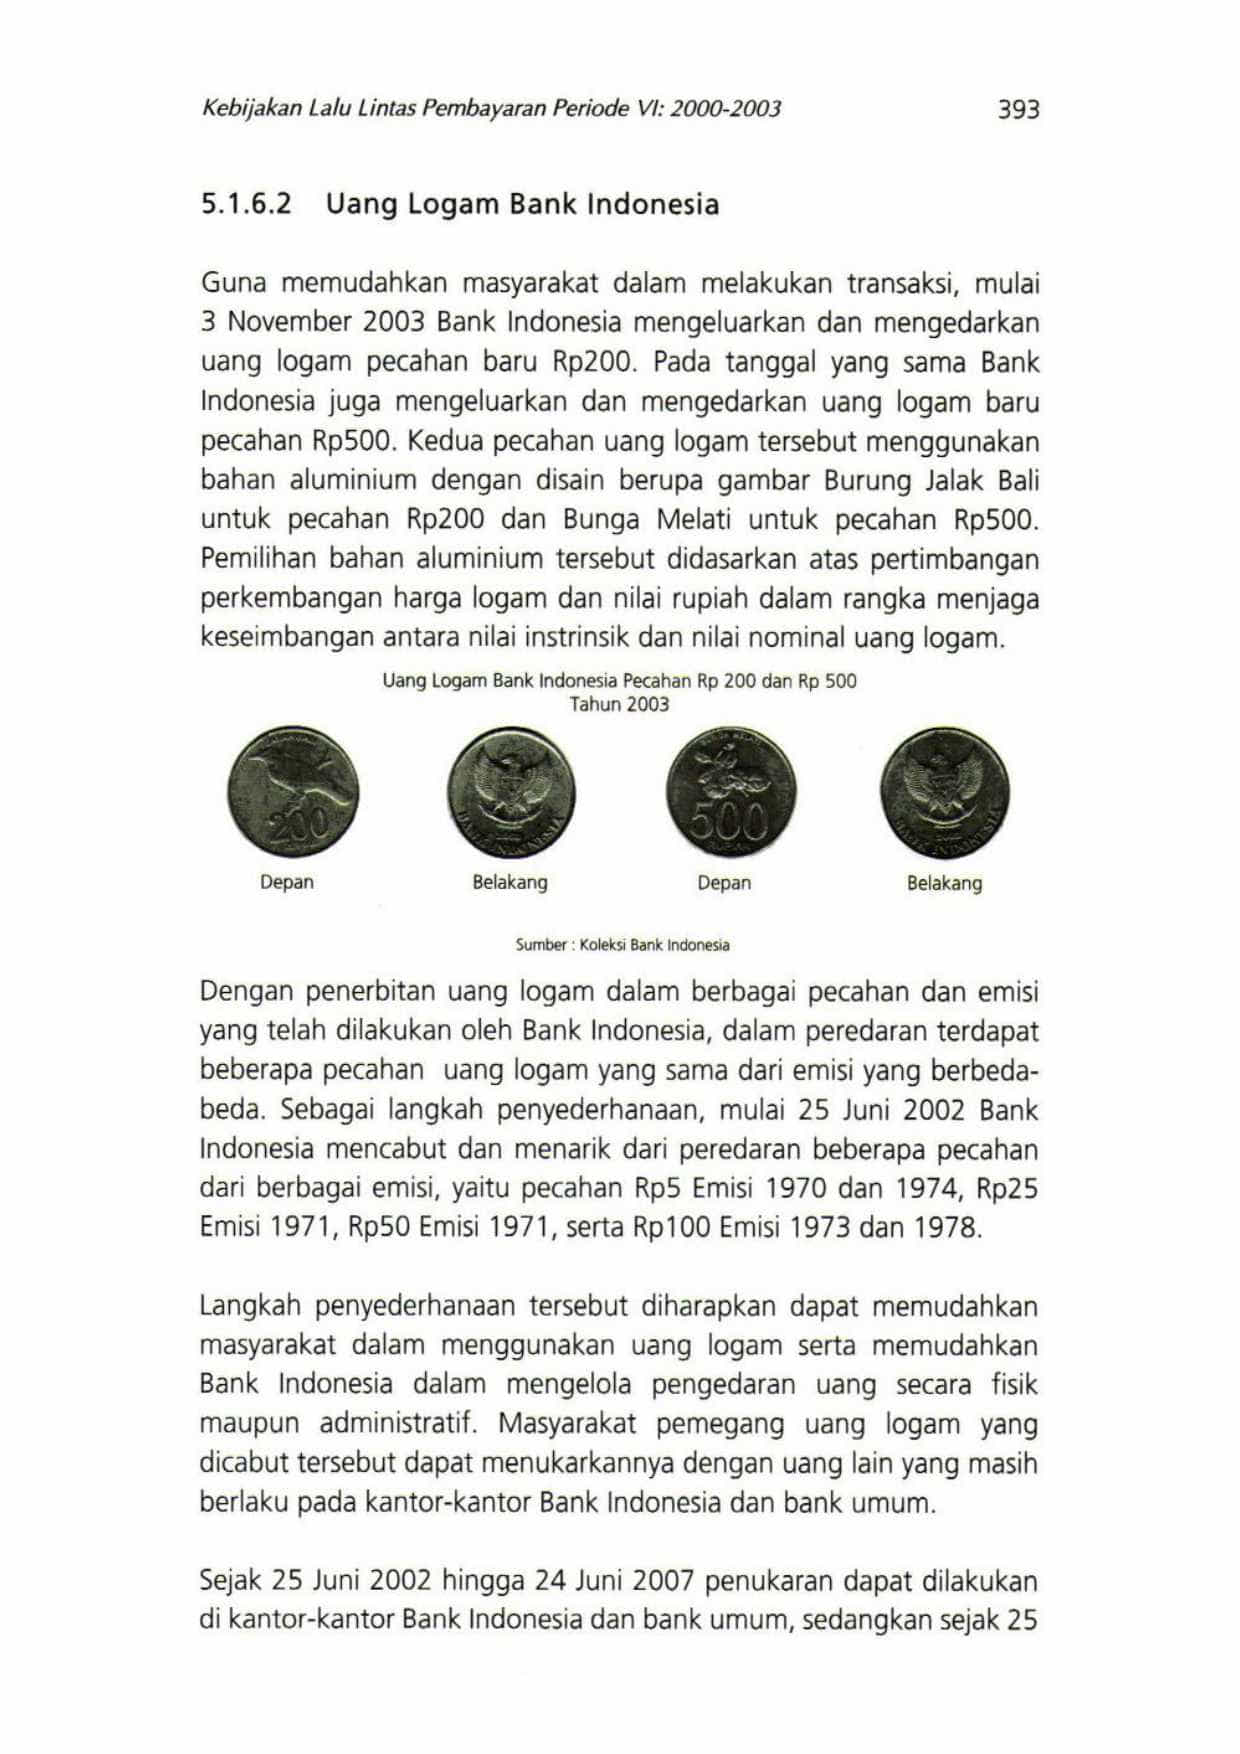 Kebijakan Lalu Lintas Pembayaran Periode VI: 2000-2003 393
5.1.6.2 Uang Logam Bank Indonesia
Guna memudahkan masyarakat dalam melakukan transaksi, mulai
3 November 2003 Bank Indonesia mengeluarkan dan mengedarkan
uang logam pecahan baru Rp200. Pada tanggal yang sama Bank
Indonesia juga mengeluarkan dan mengedarkan uang logam baru
pecahan Rp500. Kedua pecahan uang logam tersebut menggunakan
bahan aluminium dengan disain berupa gambar Burung Jalak Bali
untuk pecahan Rp200 dan Bunga Melati untuk pecahan Rp500.
Pemilihan bahan aluminium tersebut didasarkan atas pertimbangan
perkembangan harga logam dan nilai rupiah dalam rangka menjaga
keseimbangan antara nilai instrinsik dan nilai nominal uang logam.
Uang Logam Bank Indonesia Pecahan Rp 200 dan Rp 500
Tahun 2003
200
BANK INDONESIA
500
BANK INDONESIA
Depan Belakang Depan Belakang
Sumber : Koleksi Bank Indonesia
Dengan penerbitan uang logam dalam berbagai pecahan dan emisi
yang telah dilakukan oleh Bank Indonesia, dalam peredaran terdapat
beberapa pecahan uang logam yang sama dari emisi yang berbeda-
beda. Sebagai langkah penyederhanaan, mulai 25 Juni 2002 Bank
Indonesia mencabut dan menarik dari peredaran beberapa pecahan
dari berbagai emisi, yaitu pecahan Rp5 Emisi 1970 dan 1974, Rp25
Emisi 1971, Rp50 Emisi 1971, serta Rp100 Emisi 1973 dan 1978.
Langkah penyederhanaan tersebut diharapkan dapat memudahkan
masyarakat dalam menggunakan uang logam serta memudahkan
Bank Indonesia dalam mengelola pengedaran uang secara fisik
maupun administratif. Masyarakat pemegang uang logam yang
dicabut tersebut dapat menukarkannya dengan uang lain yang masih
berlaku pada kantor-kantor Bank Indonesia dan bank umum.
Sejak 25 Juni 2002 hingga 24 Juni 2007 penukaran dapat dilakukan
di kantor-kantor Bank Indonesia dan bank umum, sedangkan sejak 25